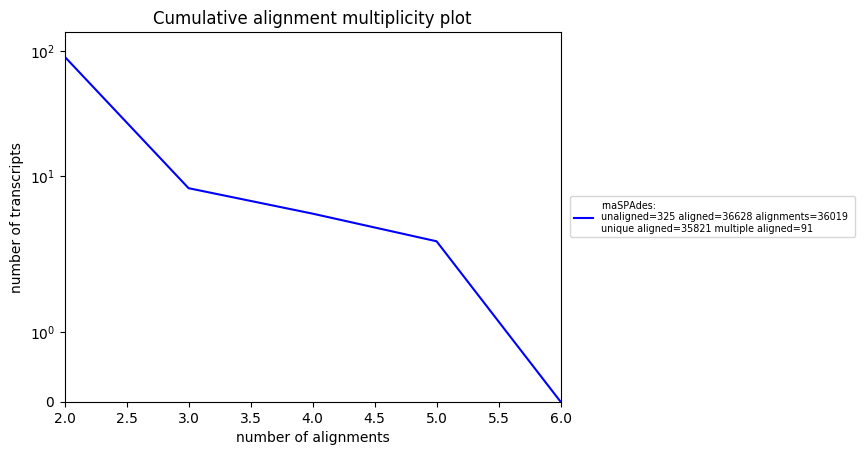 Cumulative alignment multiplicity plot
number of transcripts
10²
10¹
10⁰
0
2.0 2.5 3.0 3.5 4.0 4.5 5.0 5.5 6.0
number of alignments
rnaSPAdes:
unaligned=325 aligned=36628 alignments=36019
unique aligned=35821 multiple aligned=91